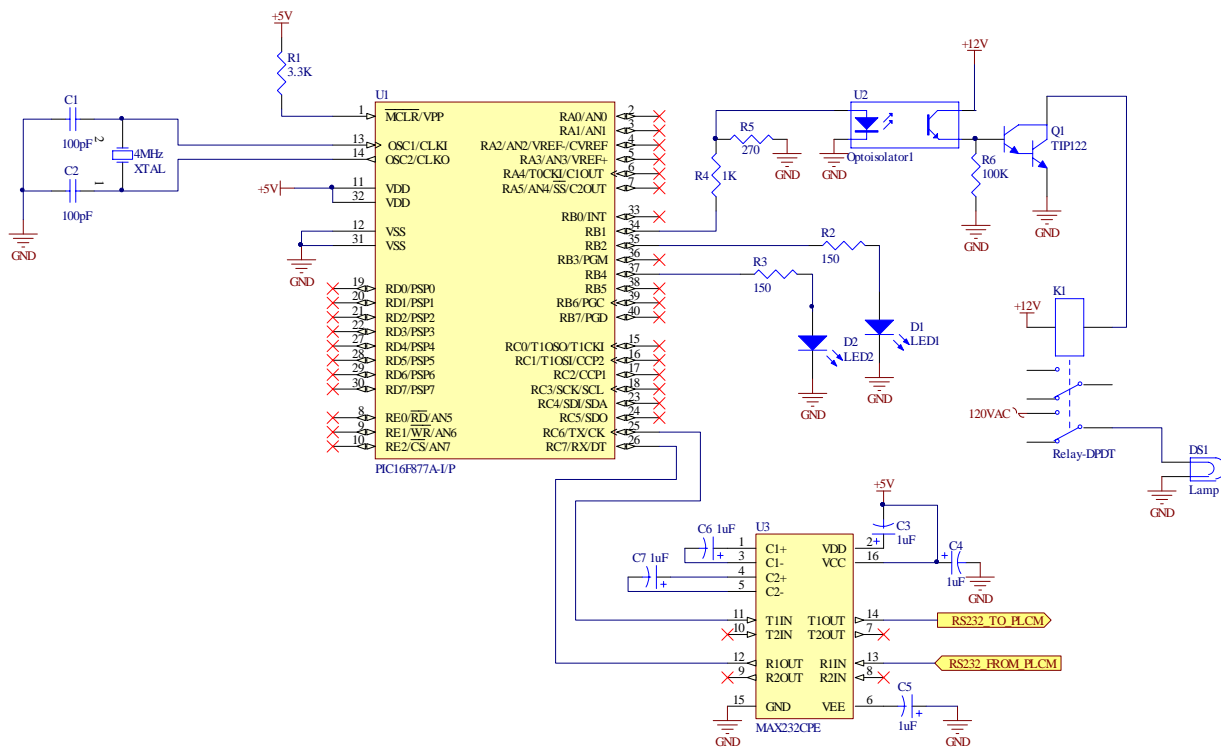 +5V
R1
3.3K
C1
100pF
2
4MHz
XTAL
1
C2
100pF
GND
+5V
GND
U1
1 MCLR/VPP
13 OSC1/CLKI
14 OSC2/CLKO
11 VDD
32 VDD
12 VSS
31 VSS
19 RD0/PSP0
20 RD1/PSP1
21 RD2/PSP2
22 RD3/PSP3
27 RD4/PSP4
28 RD5/PSP5
29 RD6/PSP6
30 RD7/PSP7
8 RE0/RD/AN5
9 RE1/WR/AN6
10 RE2/CS/AN7
RA0/AN0 2
RA1/AN1 3
RA2/AN2/VREF-/CVREF 4
RA3/AN3/VREF+ 5
RA4/T0CKI/C1OUT 6
RA5/AN4/SS/C2OUT 7
RB0/INT 33
RB1 34
RB2 35
RB3/PGM 36
RB4 37
RB5 38
RB6/PGC 39
RB7/PGD 40
RC0/T1OSO/T1CKI 15
RC1/T1OSI/CCP2 16
RC2/CCP1 17
RC3/SCK/SCL 18
RC4/SDI/SDA 23
RC5/SDO 24
RC6/TX/CK 25
RC7/RX/DT 26
PIC16F877A-I/P
R4
1K
R5
270
GND
U2
GND
Optoisolator1
+12V
Q1
TIP122
R6
100K
GND
GND
R2
150
R3
150
D1
LED1
D2
LED2
GND
GND
K1
+12V
120VAC
Relay-DPDT
DS1
Lamp
GND
+5V
C3
1uF
+
C4
+
1uF
GND
C6 1uF
+
C7 1uF
+
U3
1 C1+
3 C1-
4 C2+
5 C2-
11 T1IN
10 T2IN
12 R1OUT
9 R2OUT
15 GND
VDD 2
VCC 16
T1OUT 14
T2OUT 7
R1IN 13
R2IN 8
VEE 6
MAX232CPE
RS232_TO_PLCM
RS232_FROM_PLCM
C5
+
1uF
GND
GND